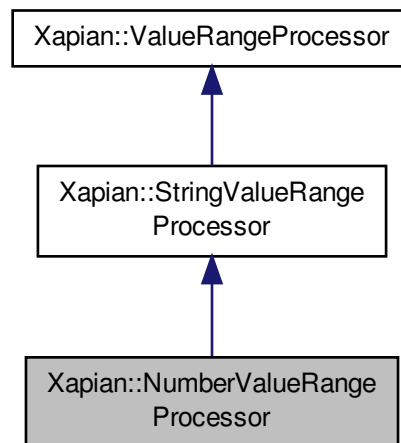 Xapian::ValueRangeProcessor
Xapian::StringValueRange
Processor
Xapian::NumberValueRange
Processor